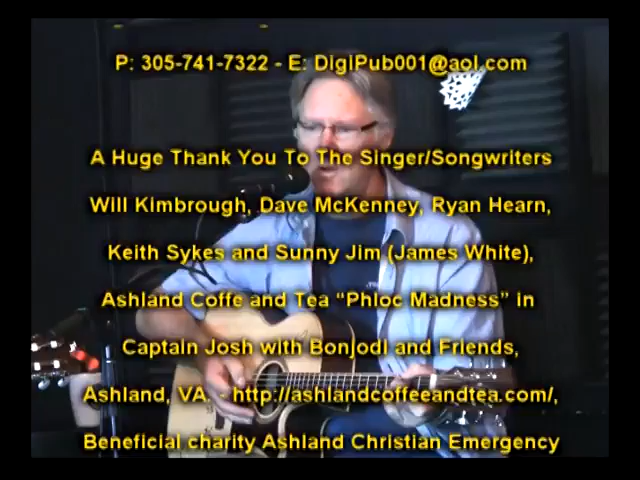 P: 305-741-7322 - E: DigiPub001@aol.com
A Huge Thank You To The Singer/Songwriters
Will Kimbrough, Dave McKenney, Ryan Hearn,
Keith Sykes and Sunny Jim (James White),
Ashland Coffe and Tea “Phloc Madness” in
Captain Josh with Bonjodl and Friends,
Ashland, VA. - http://ashlandcoffeeandtea.com/,
Beneficial charity Ashland Christian Emergency